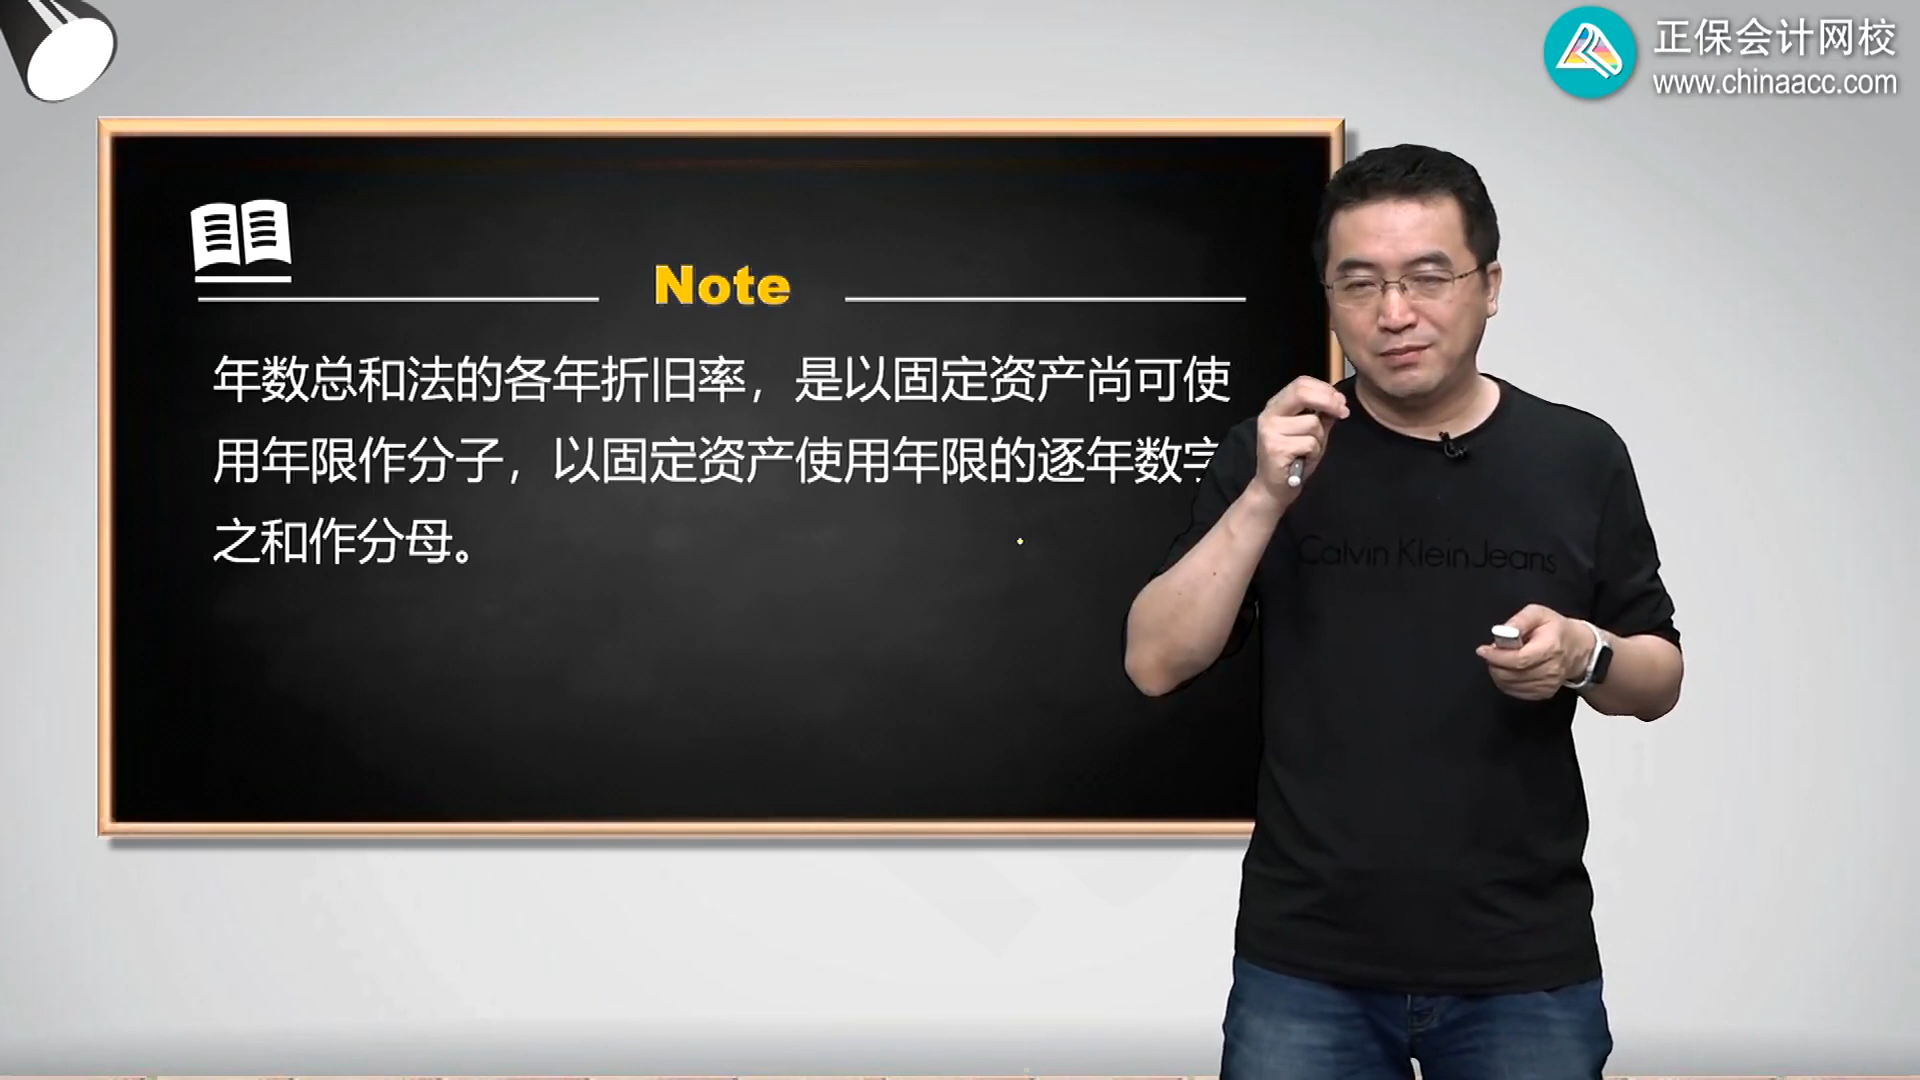 正保会计网校
www.chinaacc.com
Note
年数总和法的各年折旧率，是以固定资产尚可使
用年限作分子，以固定资产使用年限的逐年数字
之和作分母。
Calvin Klein Jeans